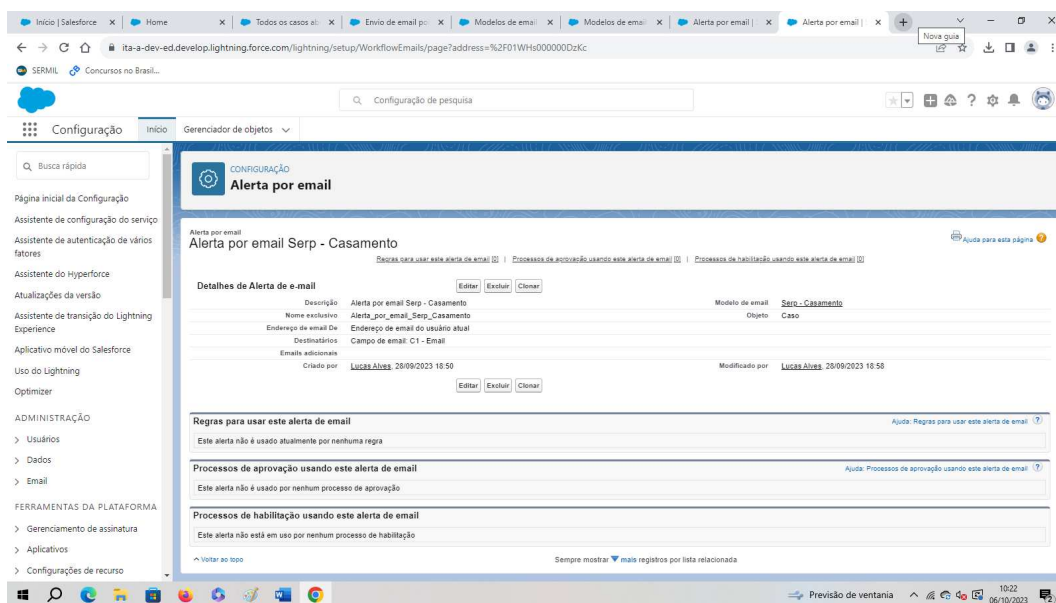 Início | Salesforce
Home
Todos os casos ab
Envio de email po
Modelos de email
Modelos de emai
Alerta por email |
Alerta por email |
Nova guia
ita-a-dev-ed.develop.lightning.force.com/lightning/setup/WorkflowEmails/page?address=%2F01WHs000000DzKc
SERMIL
Concursos no Brasil...
Configuração de pesquisa
Configuração
Início
Gerenciador de objetos
Busca rápida
Página inicial da Configuração
Assistente de configuração do serviço
Assistente de autenticação de vários
fatores
Assistente do Hyperforce
Atualizações da versão
Assistente de transição do Lightning
Experience
Aplicativo móvel do Salesforce
Uso do Lightning
Optimizer
ADMINISTRAÇÃO
> Usuários
> Dados
> Email
FERRAMENTAS DA PLATAFORMA
> Gerenciamento de assinatura
> Aplicativos
> Configurações de recurso
CONFIGURAÇÃO
Alerta por email
Alerta por email
Alerta por email Serp - Casamento
Ajuda para esta página
Regras para usar este alerta de email [0] | Processos de aprovação usando este alerta de email [0] | Processos de habilitação usando este alerta de email [0]
Detalhes de Alerta de e-mail Editar Excluir Clonar
Descrição Alerta por email Serp - Casamento Modelo de email Serp - Casamento
Nome exclusivo Alerta_por_email_Serp_Casamento Objeto Caso
Endereço de email De Endereço de email do usuário atual
Destinatários Campo de email: C1 - Email
Emails adicionais
Criado por Lucas Alves, 28/09/2023 18:50 Modificado por Lucas Alves, 28/09/2023 18:58
Editar Excluir Clonar
Regras para usar este alerta de email Ajuda: Regras para usar este alerta de email ?
Este alerta não é usado atualmente por nenhuma regra
Processos de aprovação usando este alerta de email Ajuda: Processos de aprovação usando este alerta de email ?
Este alerta não é usado por nenhum processo de aprovação
Processos de habilitação usando este alerta de email
Este alerta não está em uso por nenhum processo de habilitação
^ Voltar ao topo Sempre mostrar mais registros por lista relacionada
Previsão de ventania
10:22
06/10/2023